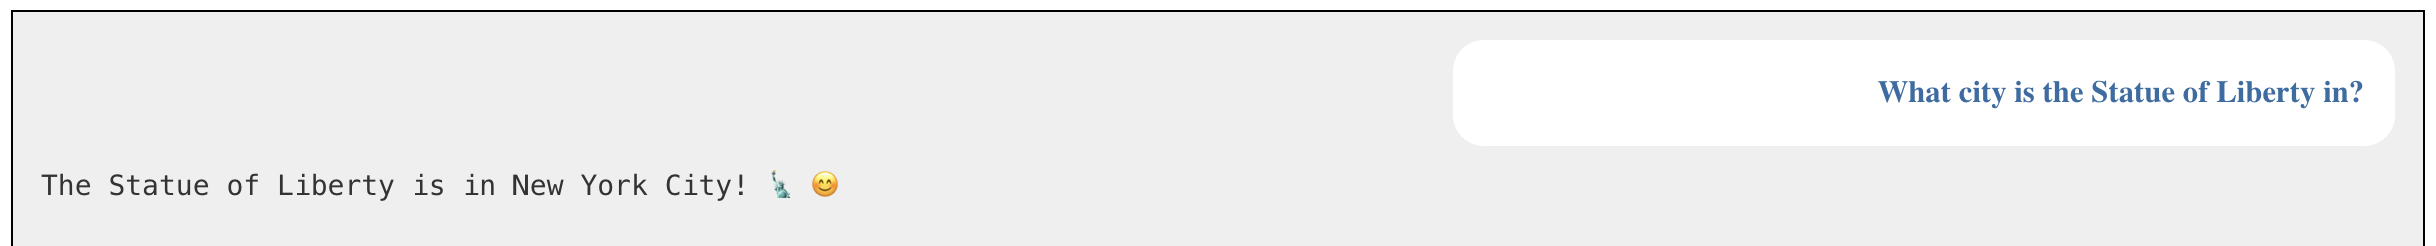 What city is the Statue of Liberty in?
The Statue of Liberty is in New York City! 🗽 😊